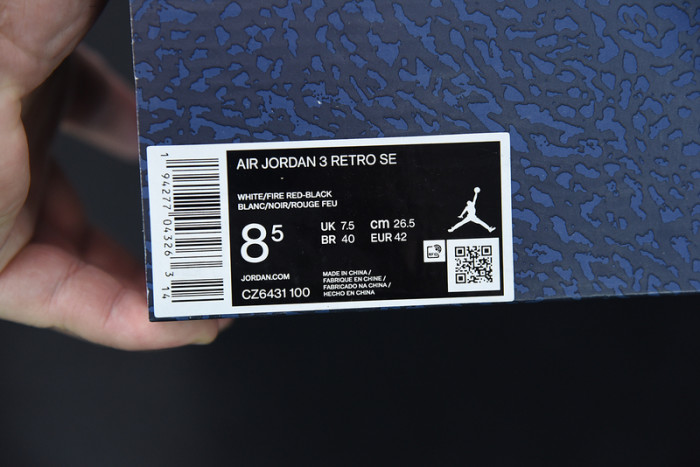 AIR JORDAN 3 RETRO SE
WHITE/FIRE RED-BLACK
BLANC/NOIR/ROUGE FEU
8 5
UK 7.5 cm 26.5
BR 40 EUR 42
JORDAN.COM
CZ6431 100
MADE IN CHINA /
FABRIQUE EN CHINE /
FABRICADO NA CHINA /
HECHO EN CHINA
1 94277 04326 3 14